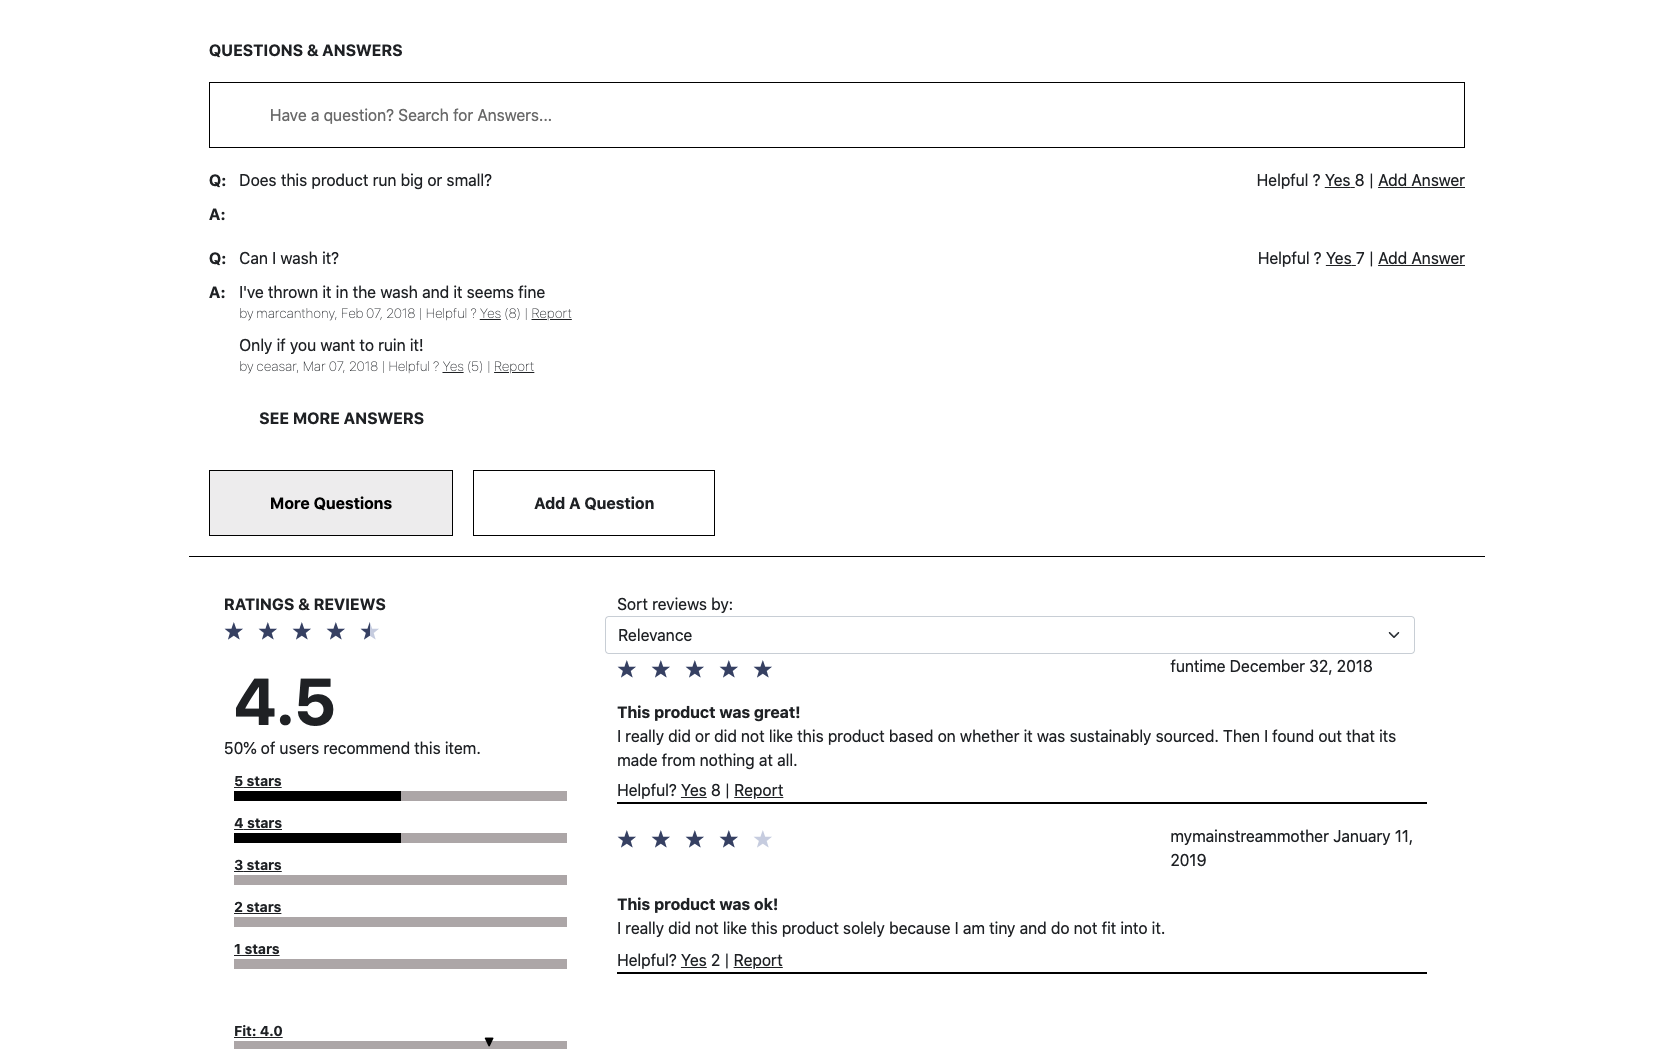 QUESTIONS & ANSWERS
Have a question? Search for Answers...
Q: Does this product run big or small? Helpful ? Yes 8 | Add Answer
A:
Q: Can I wash it? Helpful ? Yes 7 | Add Answer
A: I've thrown it in the wash and it seems fine
by marcanthony, Feb 07, 2018 | Helpful ? Yes (8) | Report
Only if you want to ruin it!
by ceasar, Mar 07, 2018 | Helpful ? Yes (5) | Report
SEE MORE ANSWERS
More Questions Add A Question
RATINGS & REVIEWS
4.5
50% of users recommend this item.
5 stars
4 stars
3 stars
2 stars
1 stars
Fit: 4.0
Sort reviews by:
Relevance
funtime December 32, 2018
This product was great!
I really did or did not like this product based on whether it was sustainably sourced. Then I found out that its
made from nothing at all.
Helpful? Yes 8 | Report
mymainstreammother January 11,
2019
This product was ok!
I really did not like this product solely because I am tiny and do not fit into it.
Helpful? Yes 2 | Report